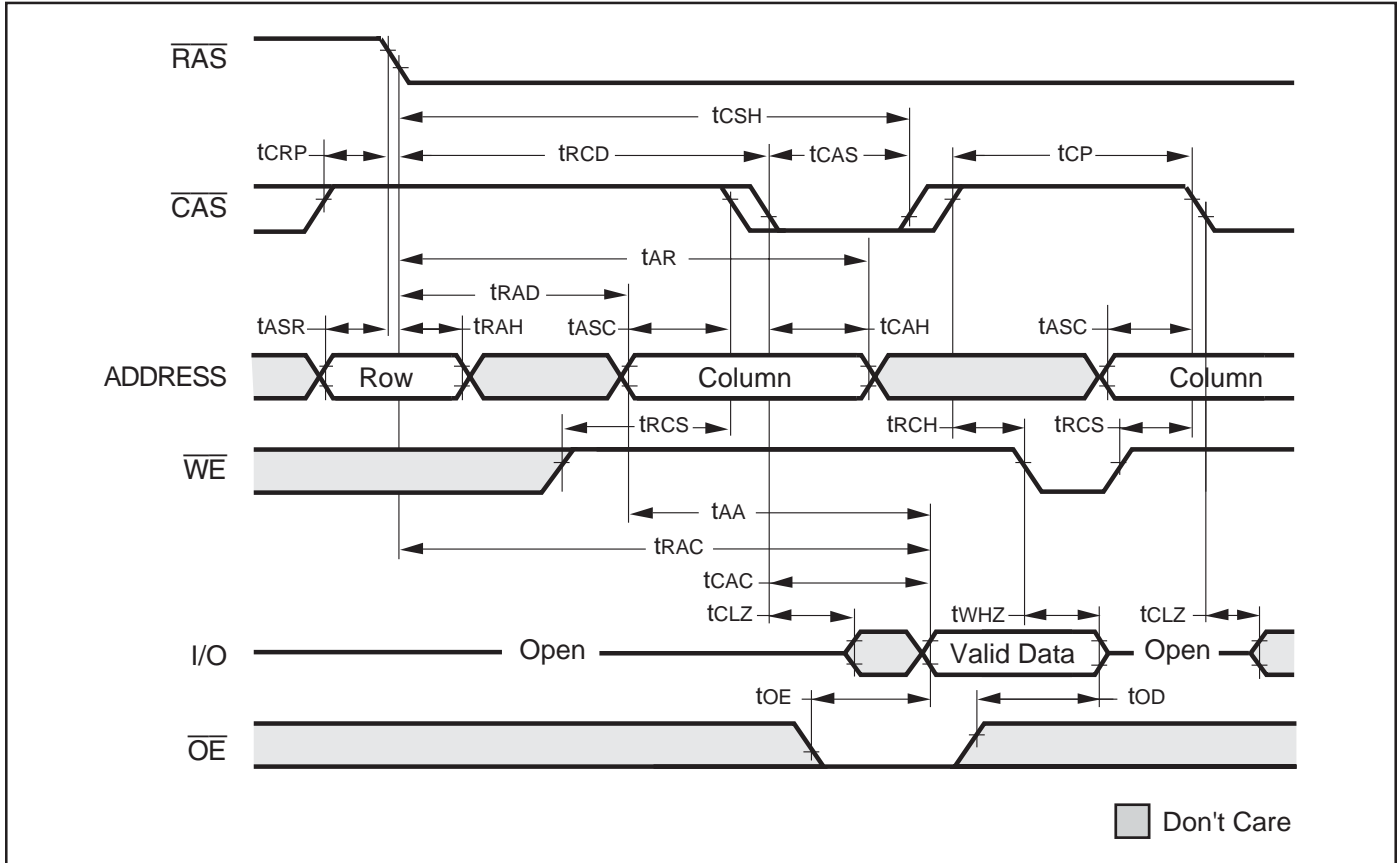 RAS
tCSH
tCRP tRCD tCAS tCP
CAS
tAR
tRAD
tASR tRAH tASC tCAH tASC
ADDRESS Row Column Column
tRCS tRCH tRCS
WE
tAA
tRAC
tCAC
tCLZ tWHZ tCLZ
I/O Open Valid Data Open
tOE tOD
OE
Don't Care